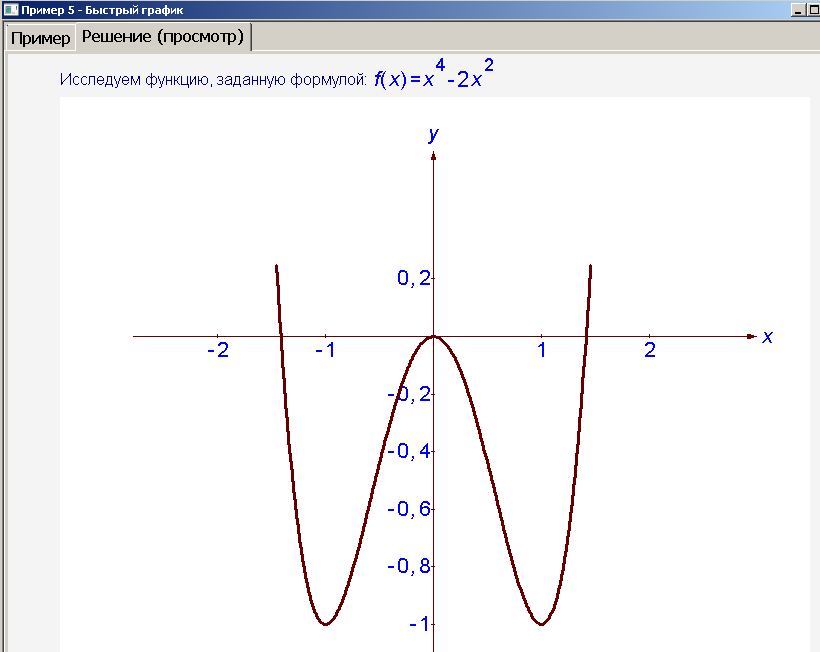 Пример 5 - Быстрый график
Пример Решение (просмотр)
Исследуем функцию, заданную формулой: f(x)=x⁴-2x²
y
0,2
-2 -1 1 2 x
-0,2
-0,4
-0,6
-0,8
-1